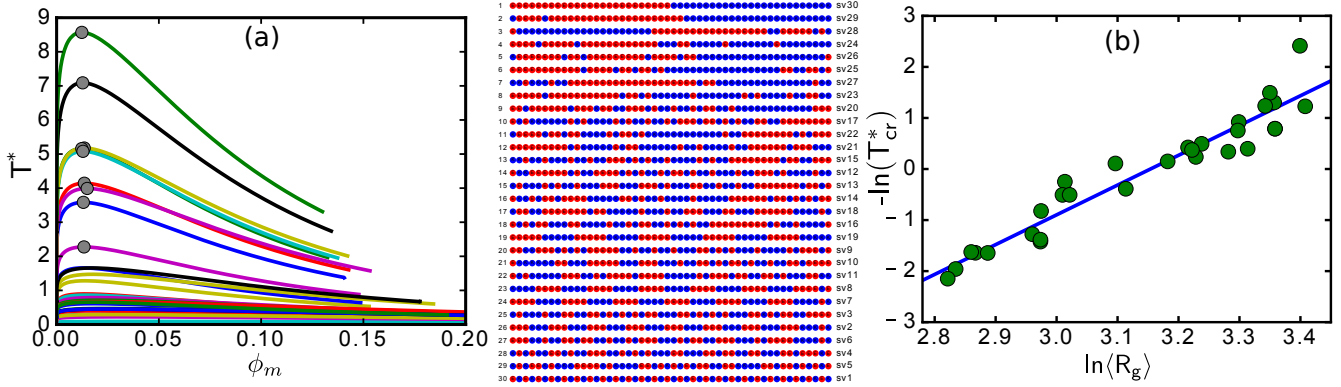 (a)
T*
9
8
7
6
5
4
3
2
1
0
0.00 0.05 0.10 0.15 0.20
ϕm
1 sv30
2 sv29
3 sv28
4 sv24
5 sv26
6 sv25
7 sv27
8 sv23
9 sv20
10 sv17
11 sv22
12 sv21
13 sv15
14 sv12
15 sv13
16 sv14
17 sv18
18 sv16
19 sv19
20 sv9
21 sv10
22 sv11
23 sv8
24 sv7
25 sv3
26 sv2
27 sv6
28 sv4
29 sv5
30 sv1
(b)
-ln(T*cr)
3
2
1
0
−1
−2
−3
2.8 2.9 3.0 3.1 3.2 3.3 3.4
ln⟨Rg⟩